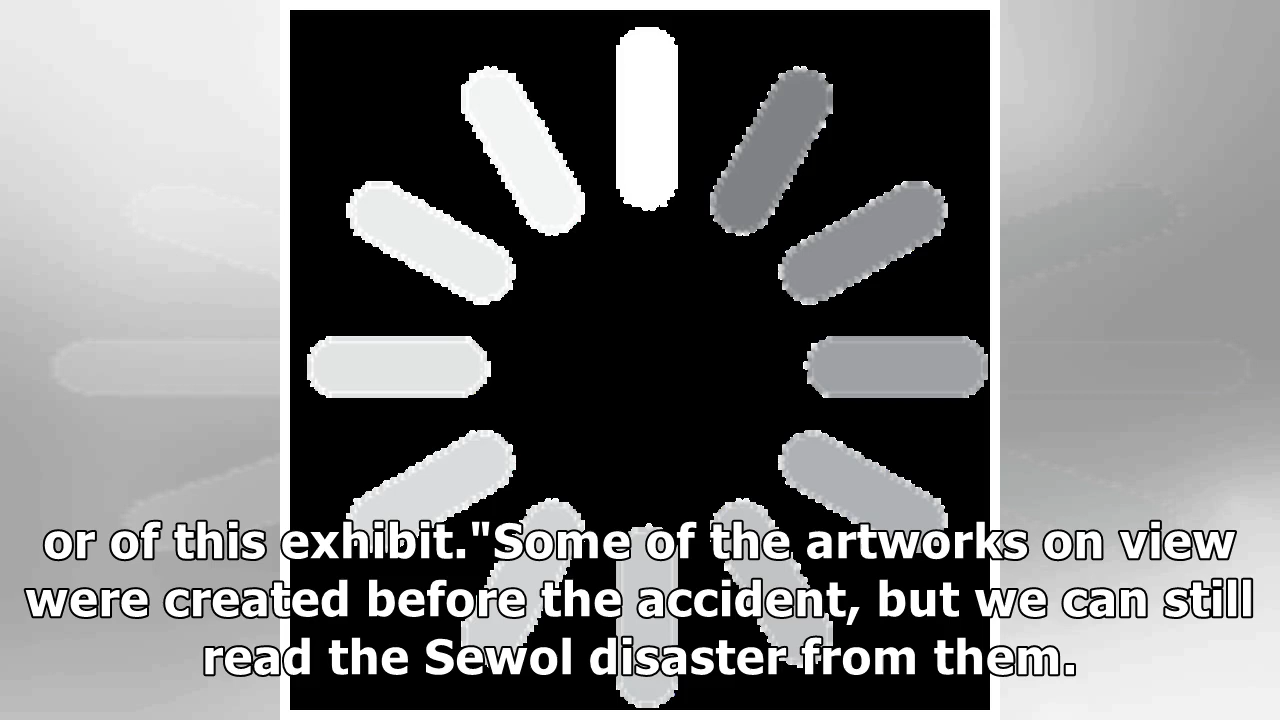 or of this exhibit."Some of the artworks on view
were created before the accident, but we can still
read the Sewol disaster from them.